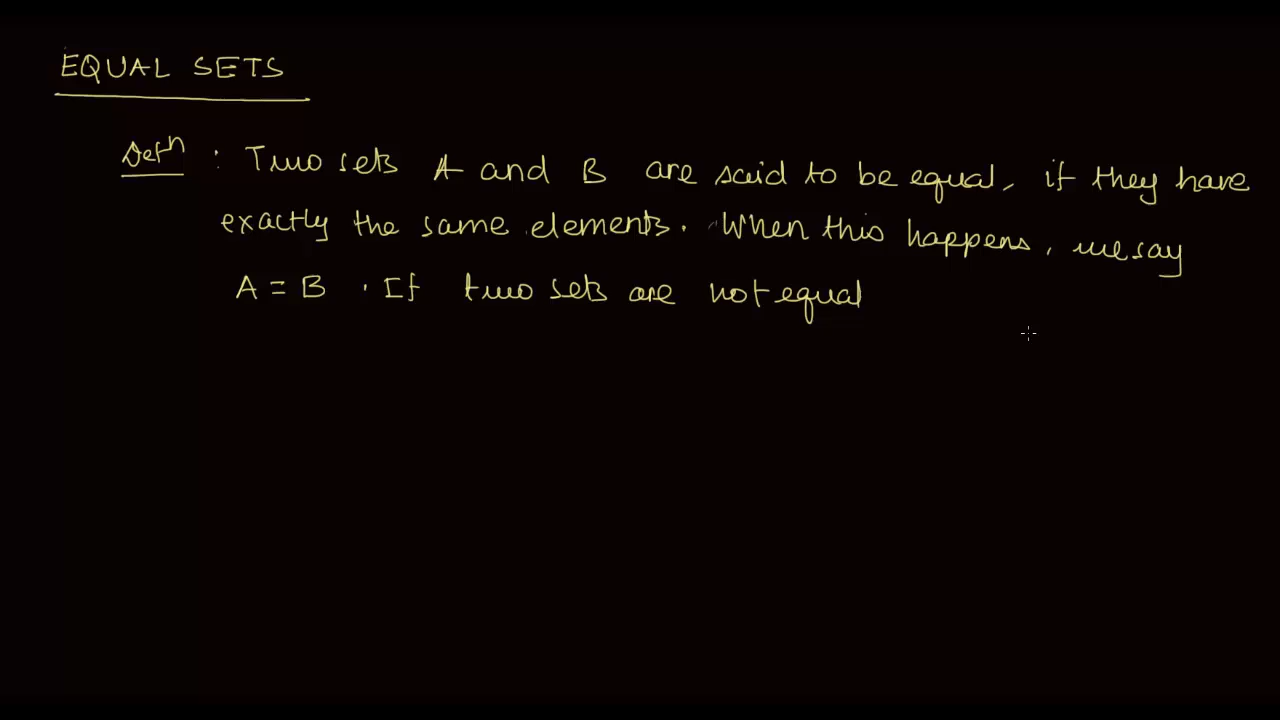 EQUAL SETS
Defn : Two sets A and B are said to be equal, if they have
exactly the same elements. When this happens, we say
A = B . If two sets are not equal